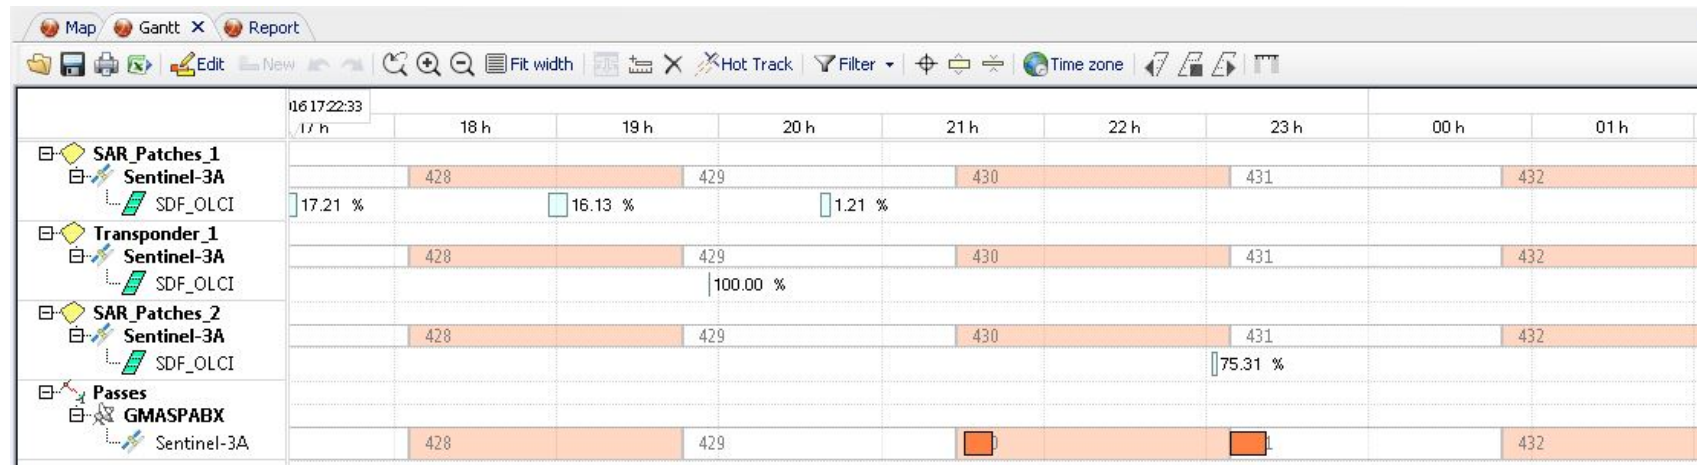 Map Gantt X Report
Edit New Fit width Hot Track Filter Time zone
01617:22:33
17 h 18 h 19 h 20 h 21 h 22 h 23 h 00 h 01 h
SAR_Patches_1
Sentinel-3A 428 429 430 431 432
SDF_OLCI 17.21 % 16.13 % 1.21 %
Transponder_1
Sentinel-3A 428 429 430 431 432
SDF_OLCI 100.00 %
SAR_Patches_2
Sentinel-3A 428 429 430 431 432
SDF_OLCI 75.31 %
Passes
GMASPABX
Sentinel-3A 428 429 432